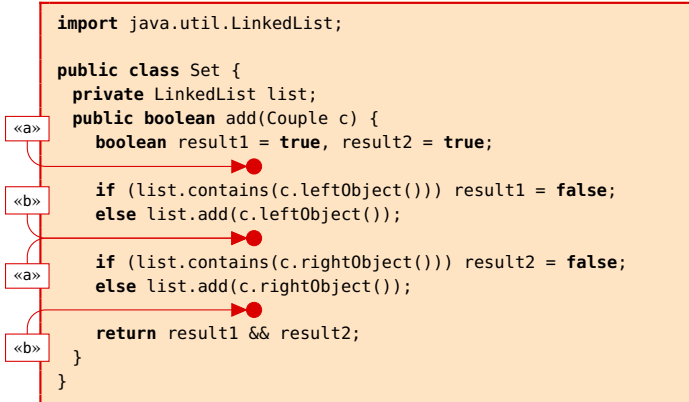 import java.util.LinkedList;
public class Set {
private LinkedList list;
public boolean add(Couple c) {
«a»
boolean result1 = true, result2 = true;
if (list.contains(c.leftObject())) result1 = false;
«b»
else list.add(c.leftObject());
if (list.contains(c.rightObject())) result2 = false;
«a»
else list.add(c.rightObject());
return result1 && result2;
«b»
}
}